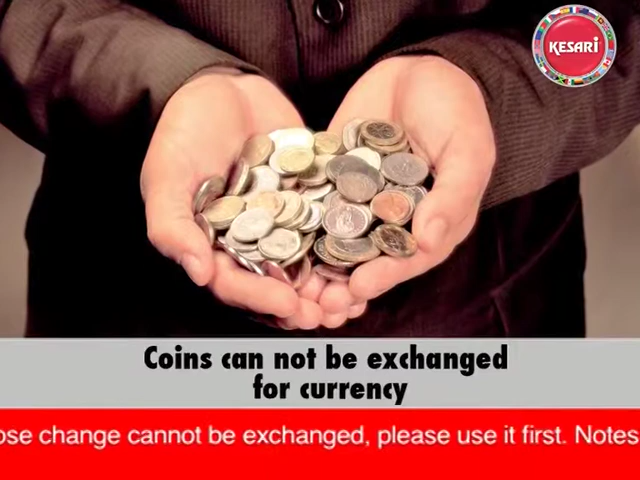 KESARI
Coins can not be exchanged
for currency
ose change cannot be exchanged, please use it first. Notes